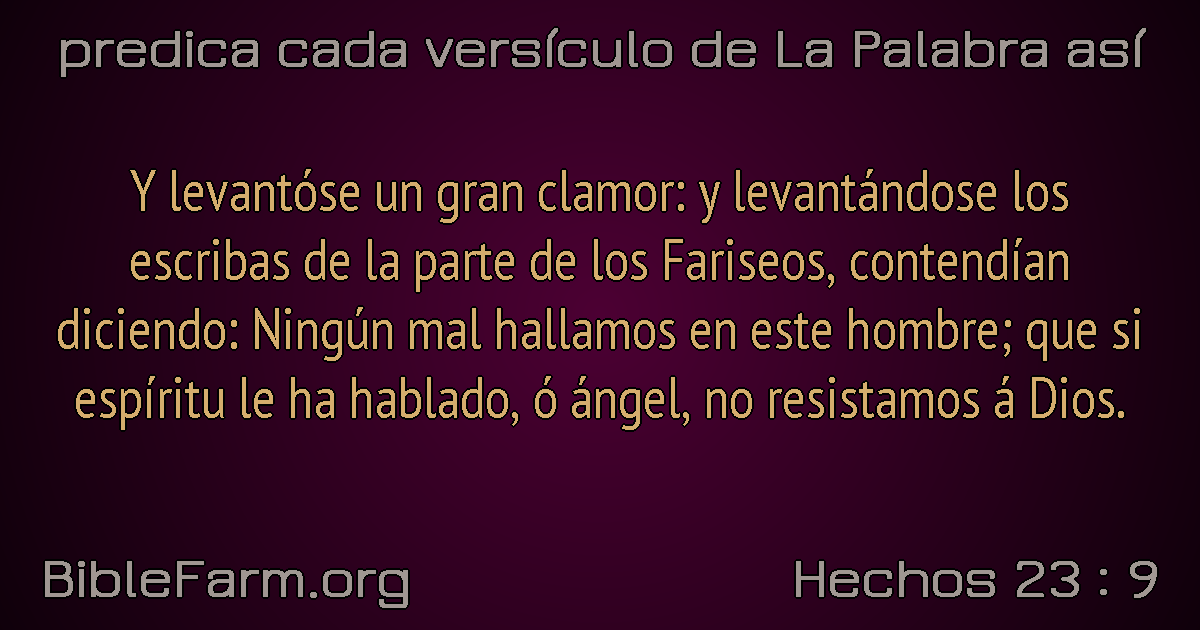 predica cada versículo de La Palabra así
Y levantóse un gran clamor: y levantándose los
escribas de la parte de los Fariseos, contendían
diciendo: Ningún mal hallamos en este hombre; que si
espíritu le ha hablado, ó ángel, no resistamos á Dios.
BibleFarm.org
Hechos 23 : 9